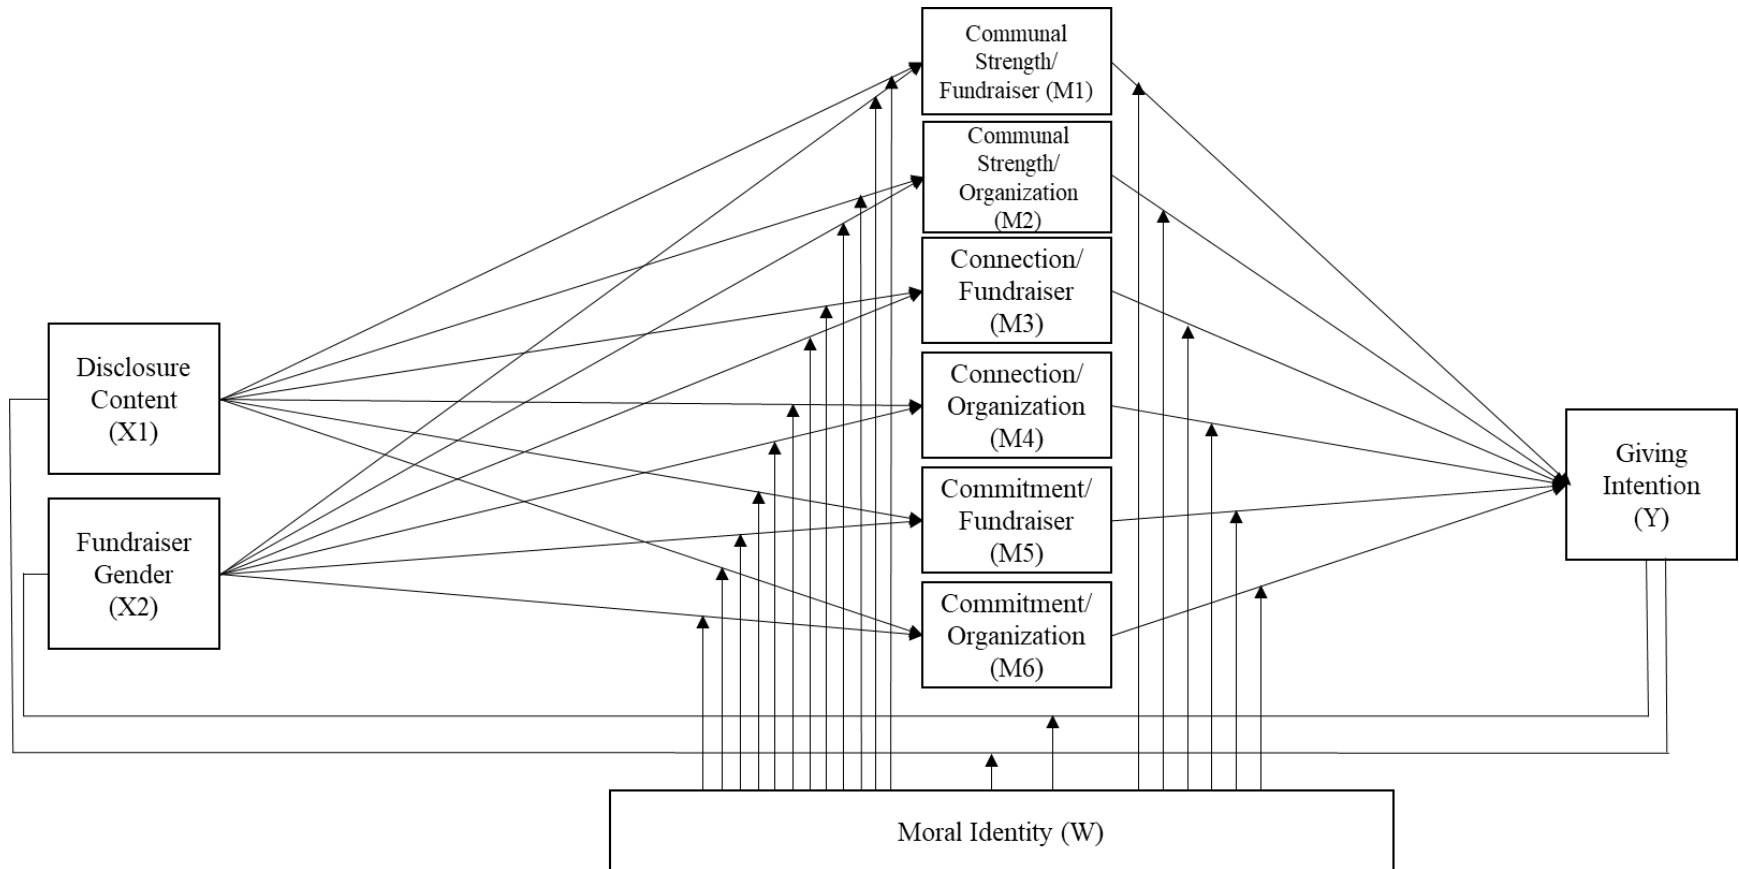 Communal
Strength/
Fundraiser (M1)
Communal
Strength/
Organization
(M2)
Connection/
Fundraiser
(M3)
Disclosure
Content
(X1)
Connection/
Organization
(M4)
Giving
Intention
(Y)
Commitment/
Fundraiser
(M5)
Fundraiser
Gender
(X2)
Commitment/
Organization
(M6)
Moral Identity (W)